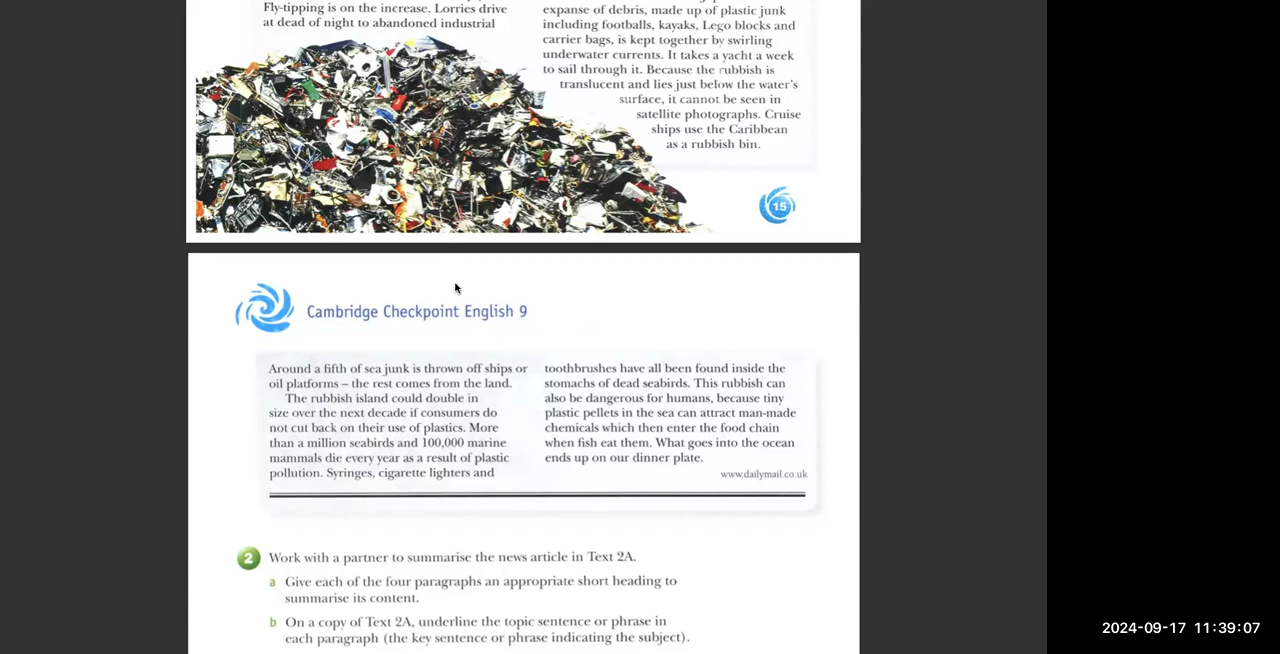 Fly-tipping is on the increase. Lorries drive
at dead of night to abandoned industrial
expanse of debris, made up of plastic junk
including footballs, kayaks, Lego blocks and
carrier bags, is kept together by swirling
underwater currents. It takes a yacht a week
to sail through it. Because the rubbish is
translucent and lies just below the water's
surface, it cannot be seen in
satellite photographs. Cruise
ships use the Caribbean
as a rubbish bin.
15
Cambridge Checkpoint English 9
Around a fifth of sea junk is thrown off ships or
oil platforms – the rest comes from the land.
The rubbish island could double in
size over the next decade if consumers do
not cut back on their use of plastics. More
than a million seabirds and 100,000 marine
mammals die every year as a result of plastic
pollution. Syringes, cigarette lighters and
toothbrushes have all been found inside the
stomachs of dead seabirds. This rubbish can
also be dangerous for humans, because tiny
plastic pellets in the sea can attract man-made
chemicals which then enter the food chain
when fish eat them. What goes into the ocean
ends up on our dinner plate.
www.dailymail.co.uk
2 Work with a partner to summarise the news article in Text 2A.
a Give each of the four paragraphs an appropriate short heading to
summarise its content.
b On a copy of Text 2A, underline the topic sentence or phrase in
each paragraph (the key sentence or phrase indicating the subject).
2024-09-17 11:39:07